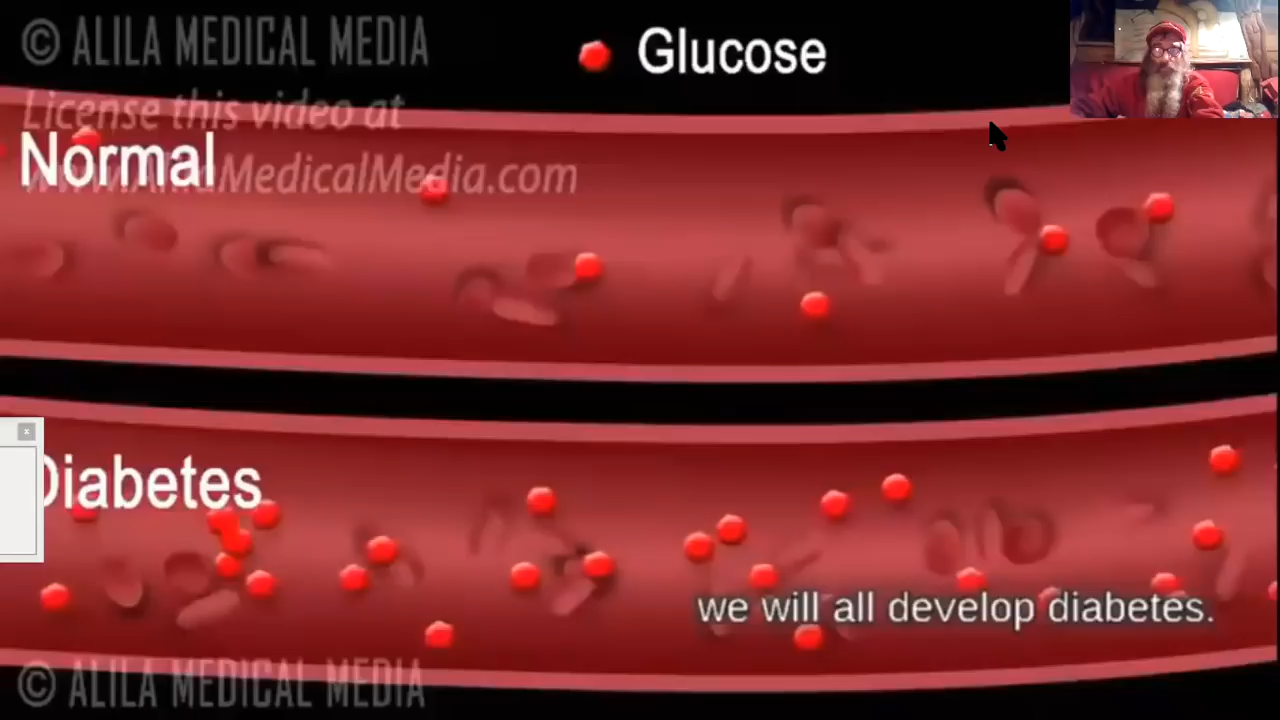 © ALILA MEDICAL MEDIA
Glucose
License this video at
Normal
www.AlilaMedicalMedia.com
x
Diabetes
we will all develop diabetes.
© ALILA MEDICAL MEDIA